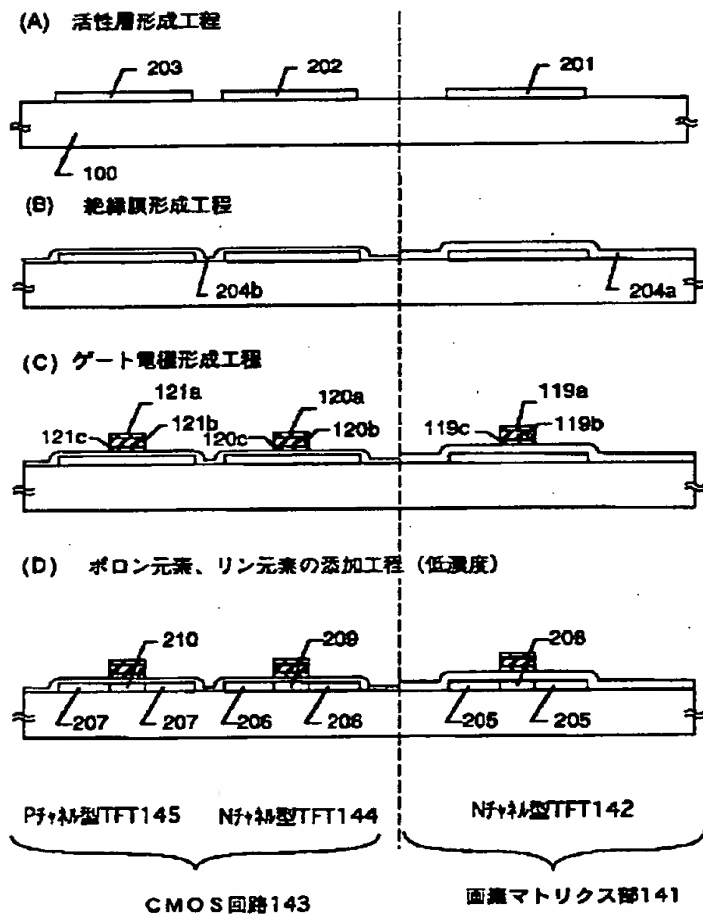 (A) 活性層形成工程
203 202 201
100
(B) 絶縁膜形成工程
204b 204a
(C) ゲート電極形成工程
121a 120a 119a
121c 121b 120c 120b 119c 119b
(D) ボロン元素、リン元素の添加工程（低濃度）
210 209 208
207 207 206 206 205 205
Pチャネル型TFT145 Nチャネル型TFT144 Nチャネル型TFT142
CMOS回路143 画素マトリクス部141